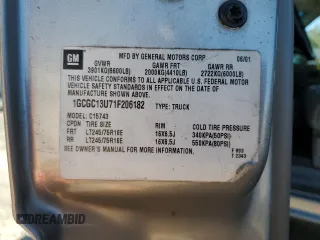 GM
MFD BY GENERAL MOTORS CORP
06/01
GVWR GAWR FRT GAWR RR
3901KG(8600LB) 2000KG(4410LB) 2722KG(6000LB)
THIS VEHICLE CONFORMS TO ALL APPLICABLE U.S. FEDERAL MOTOR
VEHICLE SAFETY STANDARDS IN EFFECT ON THE DATE OF
MANUFACTURE SHOWN ABOVE.
1GCGC13U71F206182 TYPE: TRUCK
MODEL: C15743
CPDN TIRE SIZE RIM COLD TIRE PRESSURE
FRT LT245/75R16E 16X6.5J 340KPA(50PSI)
RR LT245/75R16E 16X6.5J 550KPA(80PSI)
SEE OWNER'S MANUAL FOR MORE INFORMATION.
DREAMBID
.COM